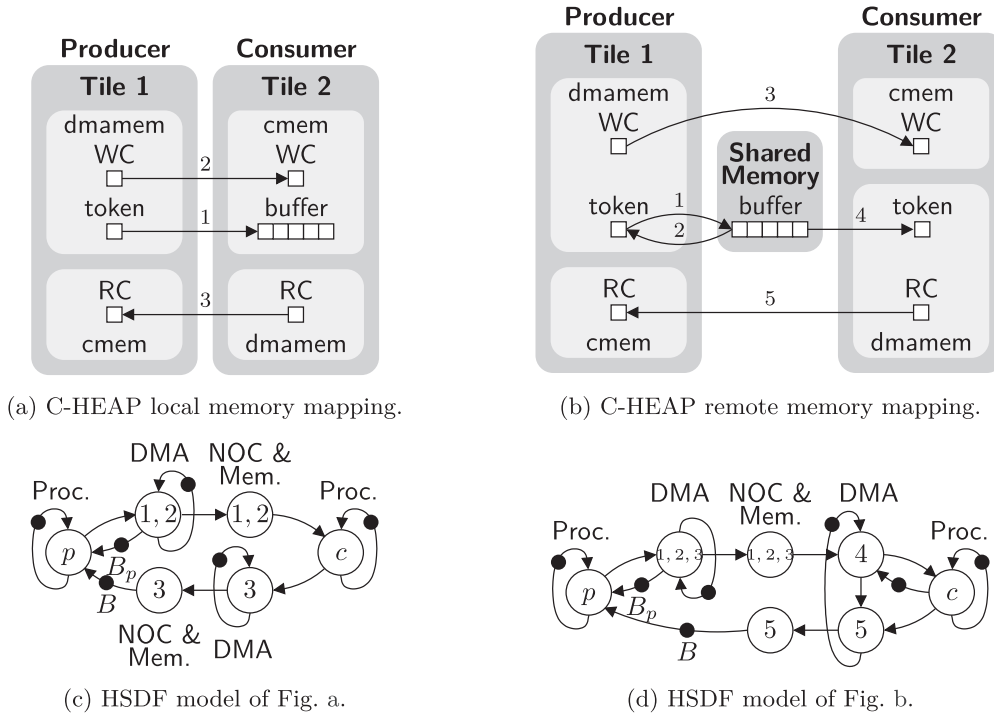 Producer Consumer
Tile 1 Tile 2
dmamem cmem
WC 2 WC
token 1 buffer
RC 3 RC
cmem dmamem
(a) C-HEAP local memory mapping.
Producer Consumer
Tile 1 Tile 2
dmamem 3 cmem
WC WC
Shared
Memory
token 1 buffer 4 token
2
RC 5 RC
cmem dmamem
(b) C-HEAP remote memory mapping.
DMA NOC &
Mem.
Proc. 1, 2 1, 2 Proc.
p B_p c
B 3 3
NOC &
Mem. DMA
(c) HSDF model of Fig. a.
DMA NOC & DMA
Mem.
Proc. 1, 2, 3 1, 2, 3 4 Proc.
p B_p c
B 5 5
(d) HSDF model of Fig. b.